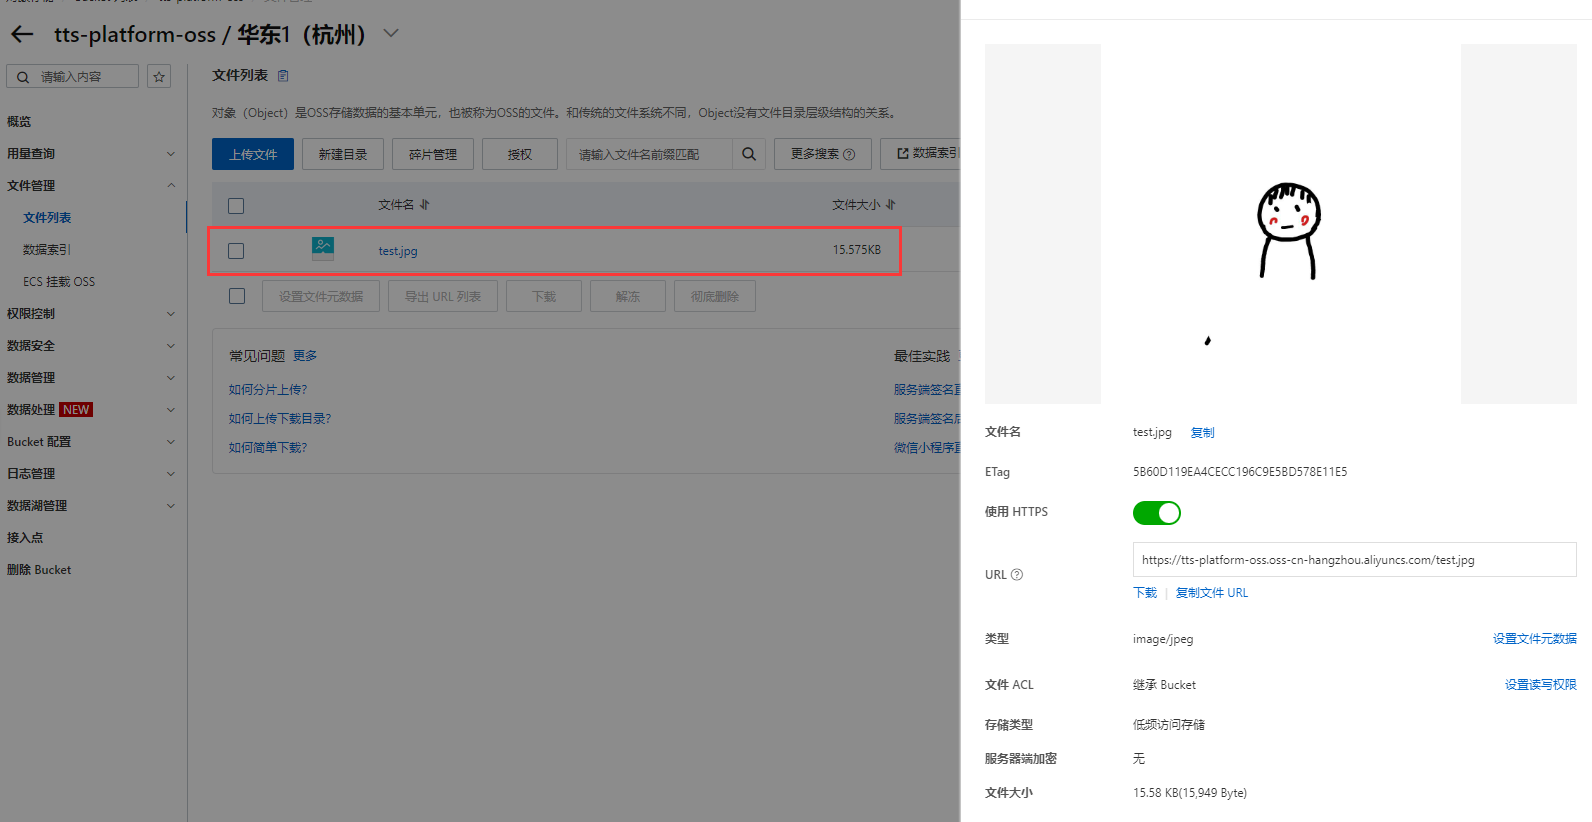 tts-platform-oss / 华东1（杭州）
请输入内容
概览
用量查询
文件管理
文件列表
数据索引
ECS 挂载 OSS
权限控制
数据安全
数据管理
数据处理 NEW
Bucket 配置
日志管理
数据湖管理
接入点
删除 Bucket
文件列表
对象（Object）是OSS存储数据的基本单元，也被称为OSS的文件。和传统的文件系统不同，Object没有文件目录层级结构的关系。
上传文件 新建目录 碎片管理 授权 请输入文件名前缀匹配 更多搜索 数据索引
文件名 文件大小
test.jpg 15.575KB
设置文件元数据 导出 URL 列表 下载 解冻 彻底删除
常见问题 更多
如何分片上传?
如何上传下载目录?
如何简单下载?
最佳实践
服务端签名直
服务端签名后
微信小程序直
文件名 test.jpg 复制
ETag 5B60D119EA4CECC196C9E5BD578E11E5
使用 HTTPS
URL https://tts-platform-oss.oss-cn-hangzhou.aliyuncs.com/test.jpg
下载 | 复制文件 URL
类型 image/jpeg 设置文件元数据
文件 ACL 继承 Bucket 设置读写权限
存储类型 低频访问存储
服务器端加密 无
文件大小 15.58 KB(15,949 Byte)